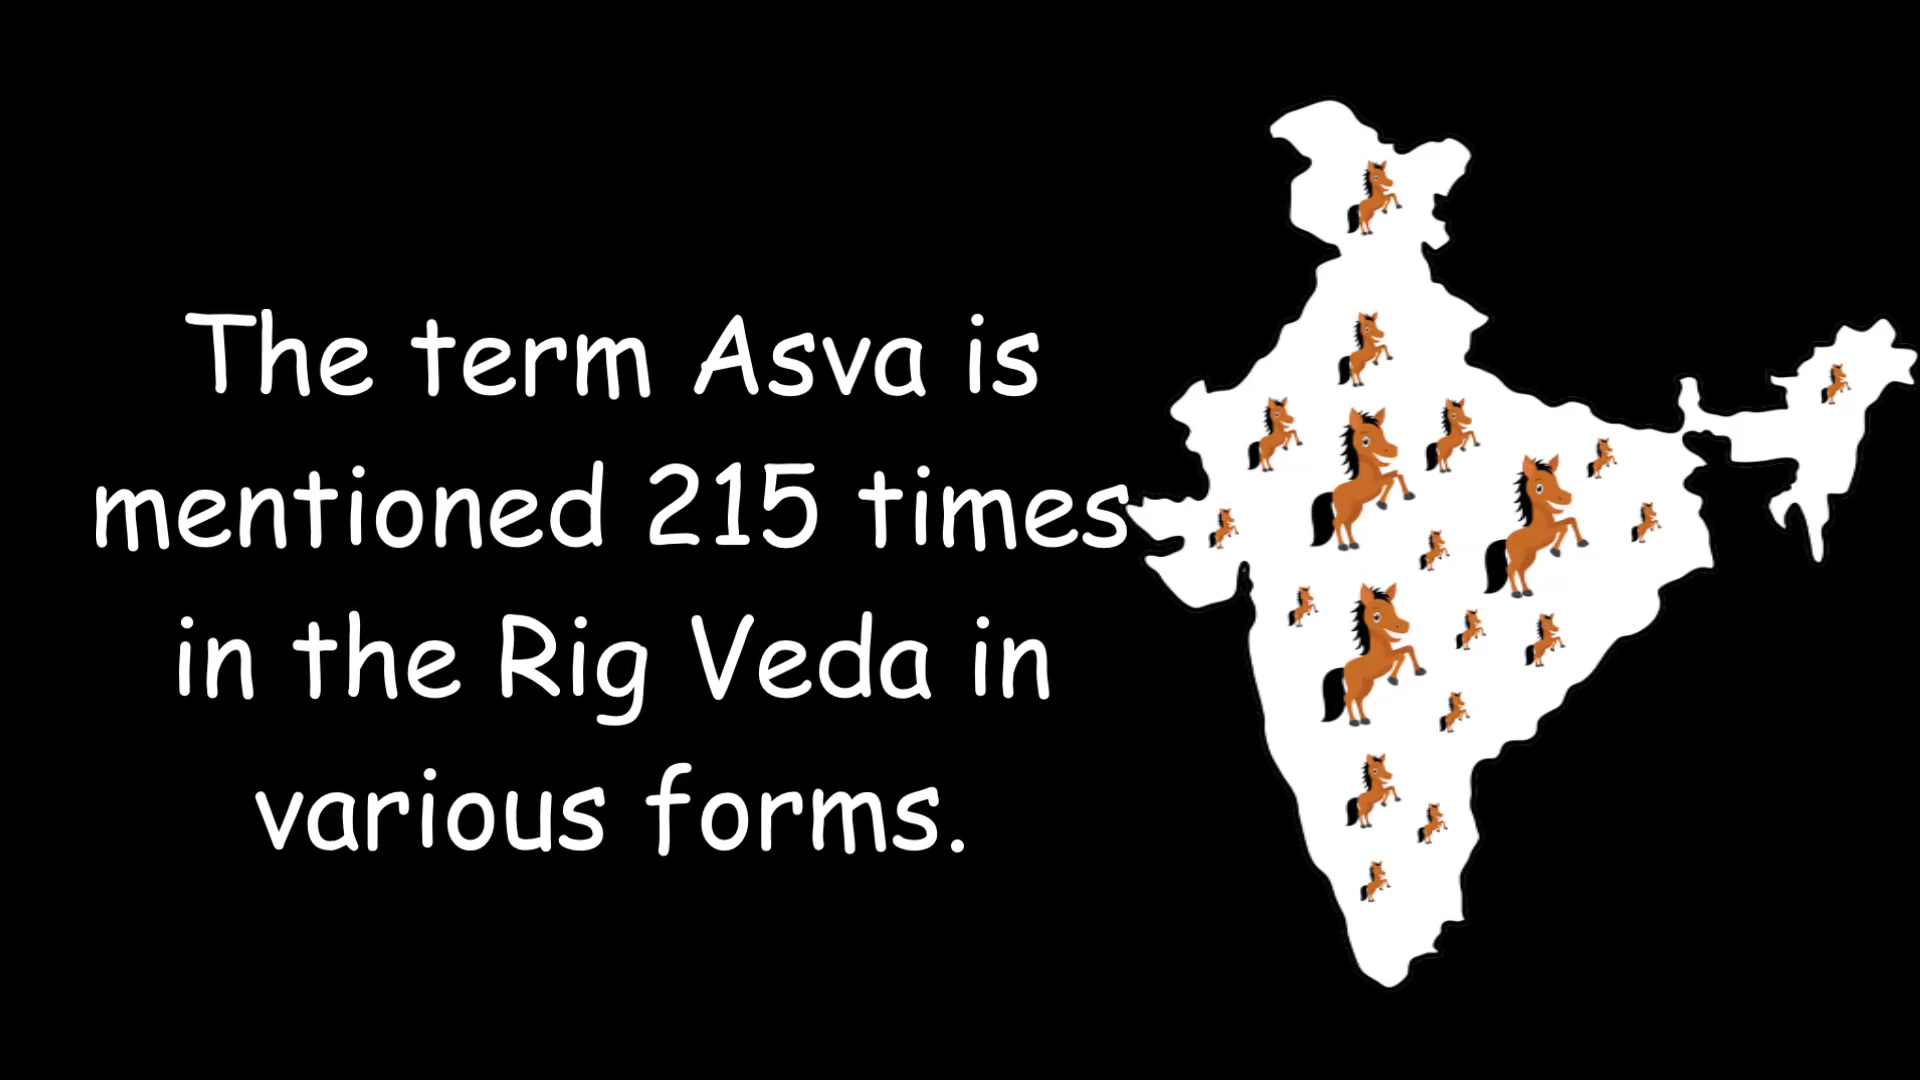 The term Asva is
mentioned 215 times
in the Rig Veda in
various forms.